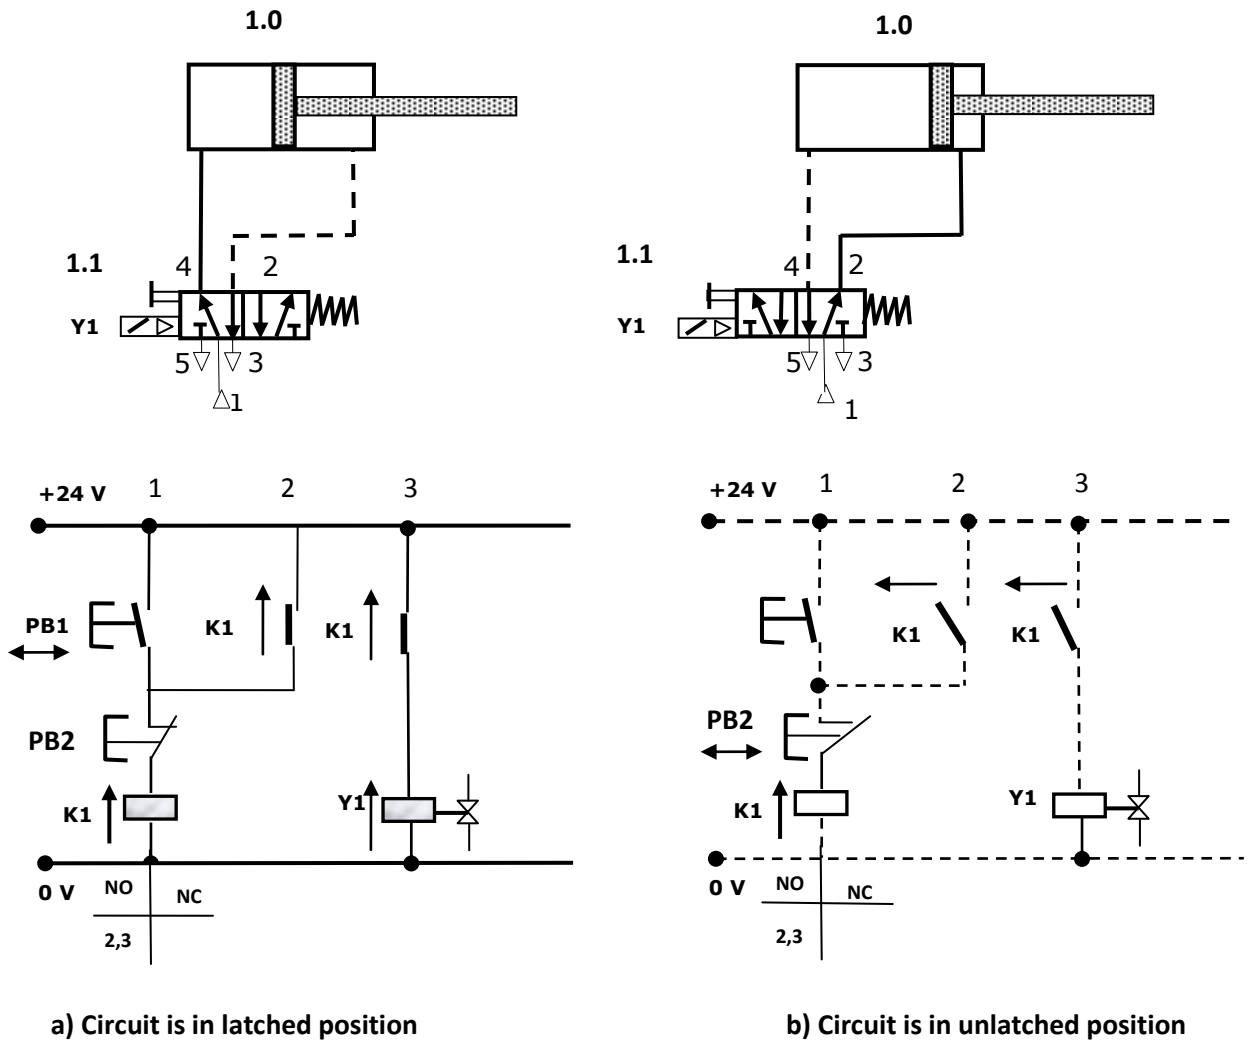 1.0
1.0
1.1
4
2
Y1
5
3
1
1.1
4
2
Y1
5
3
1
+24 V
1
2
3
PB1
K1
K1
PB2
K1
Y1
0 V
NO
NC
2,3
+24 V
1
2
3
K1
K1
PB2
K1
Y1
0 V
NO
NC
2,3
a) Circuit is in latched position
b) Circuit is in unlatched position